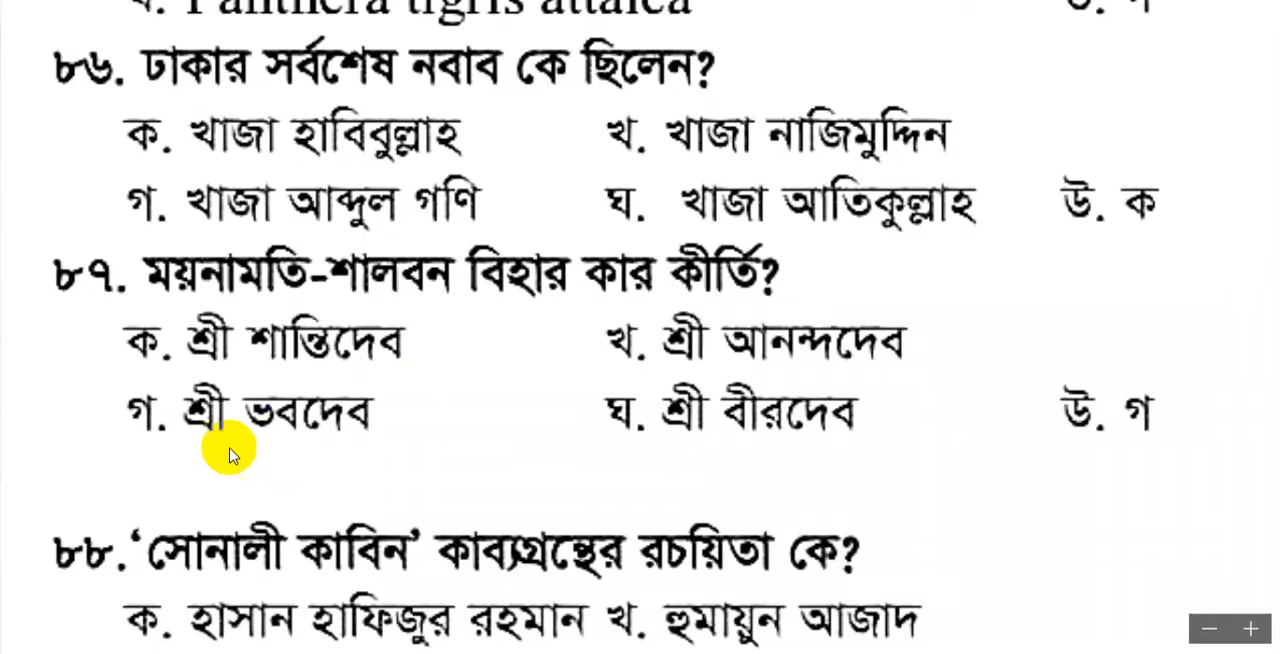 ৮৬. ঢাকার সর্বশেষ নবাব কে ছিলেন?
ক. খাজা হাবিবুল্লাহ খ. খাজা নাজিমুদ্দিন
গ. খাজা আব্দুল গণি ঘ. খাজা আতিকুল্লাহ উ. ক
৮৭. ময়নামতি-শালবন বিহার কার কীর্তি?
ক. শ্রী শান্তিদেব খ. শ্রী আনন্দদেব
গ. শ্রী ভবদেব ঘ. শ্রী বীরদেব উ. গ
৮৮. ‘সোনালী কাবিন’ কাব্যগ্রন্থের রচয়িতা কে?
ক. হাসান হাফিজুর রহমান খ. হুমায়ুন আজাদ